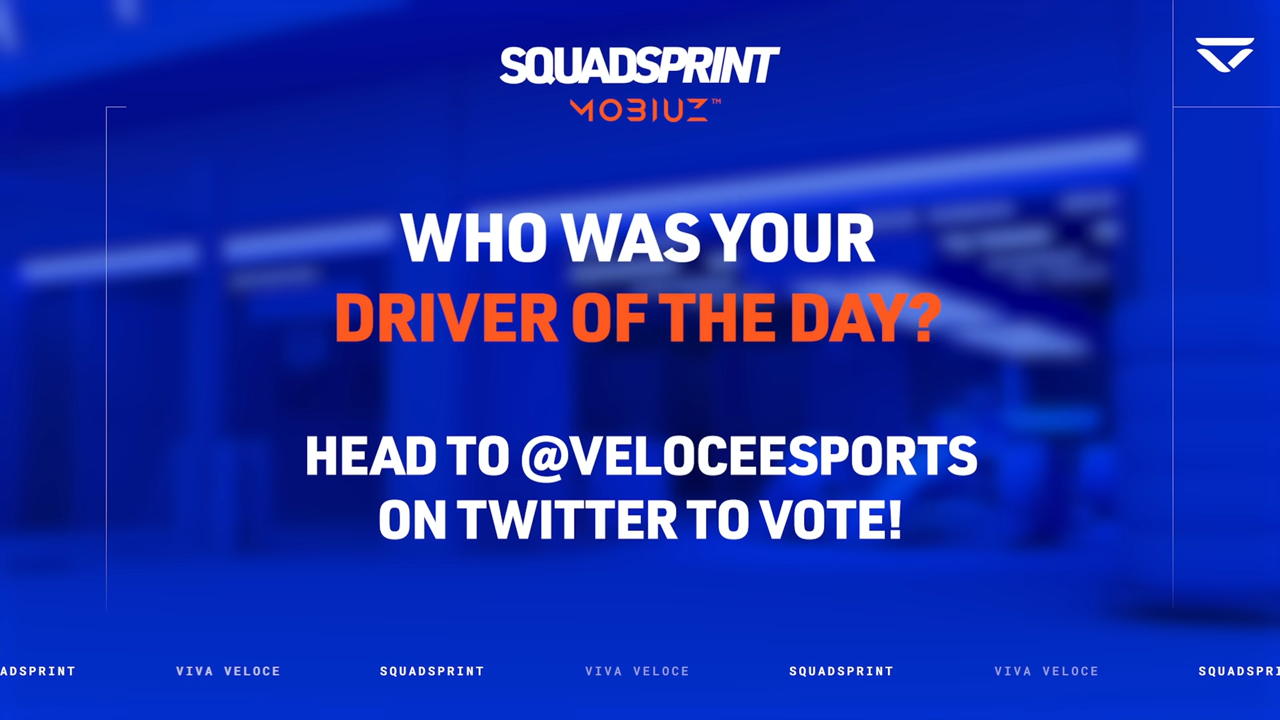 SQUADSPRINT
MOBIUZ™
WHO WAS YOUR
DRIVER OF THE DAY?
HEAD TO @VELOCEESPORTS
ON TWITTER TO VOTE!
ADSPRINT VIVA VELOCE SQUADSPRINT VIVA VELOCE SQUADSPRINT VIVA VELOCE SQUADSPRI